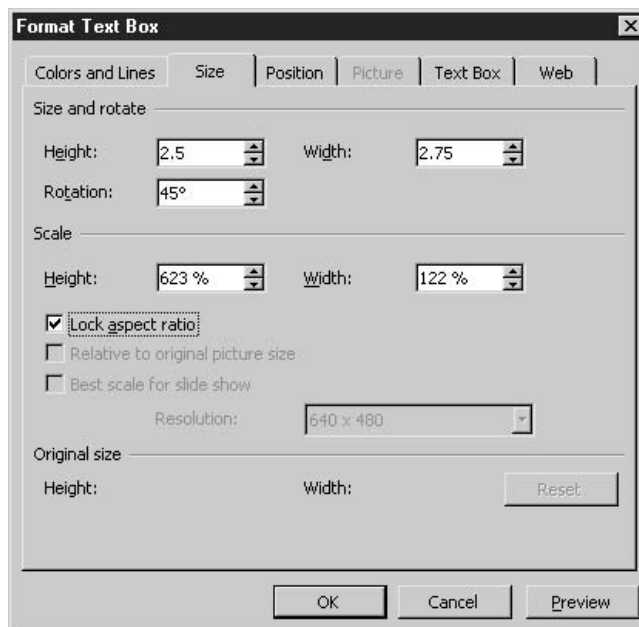 Format Text Box
Colors and Lines Size Position Picture Text Box Web
Size and rotate
Height: 2.5 Width: 2.75
Rotation: 45°
Scale
Height: 623 % Width: 122 %
Lock aspect ratio
Relative to original picture size
Best scale for slide show
Resolution: 640 x 480
Original size
Height: Width: Reset
OK Cancel Preview